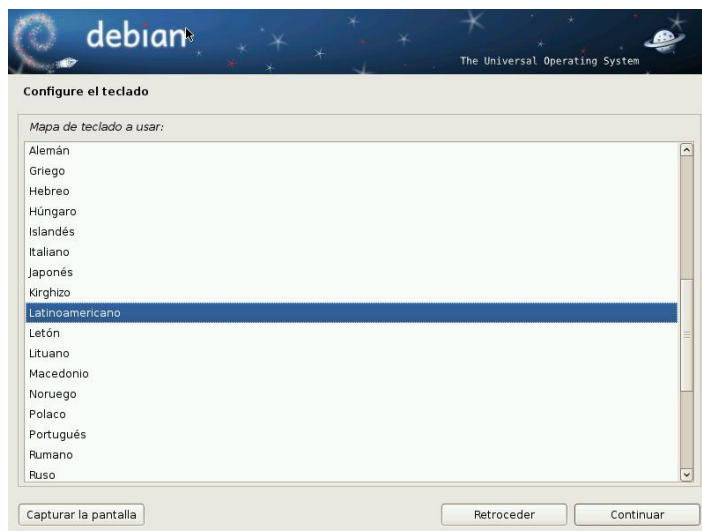 debian
The Universal Operating System
Configure el teclado
Mapa de teclado a usar:
Alemán
Griego
Hebreo
Húngaro
Islandés
Italiano
Japonés
Kirghizo
Latinoamericano
Letón
Lituano
Macedonio
Noruego
Polaco
Portugués
Rumano
Ruso
Capturar la pantalla
Retroceder
Continuar